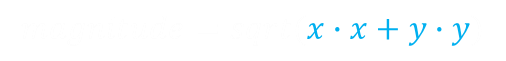 x · x + y · y